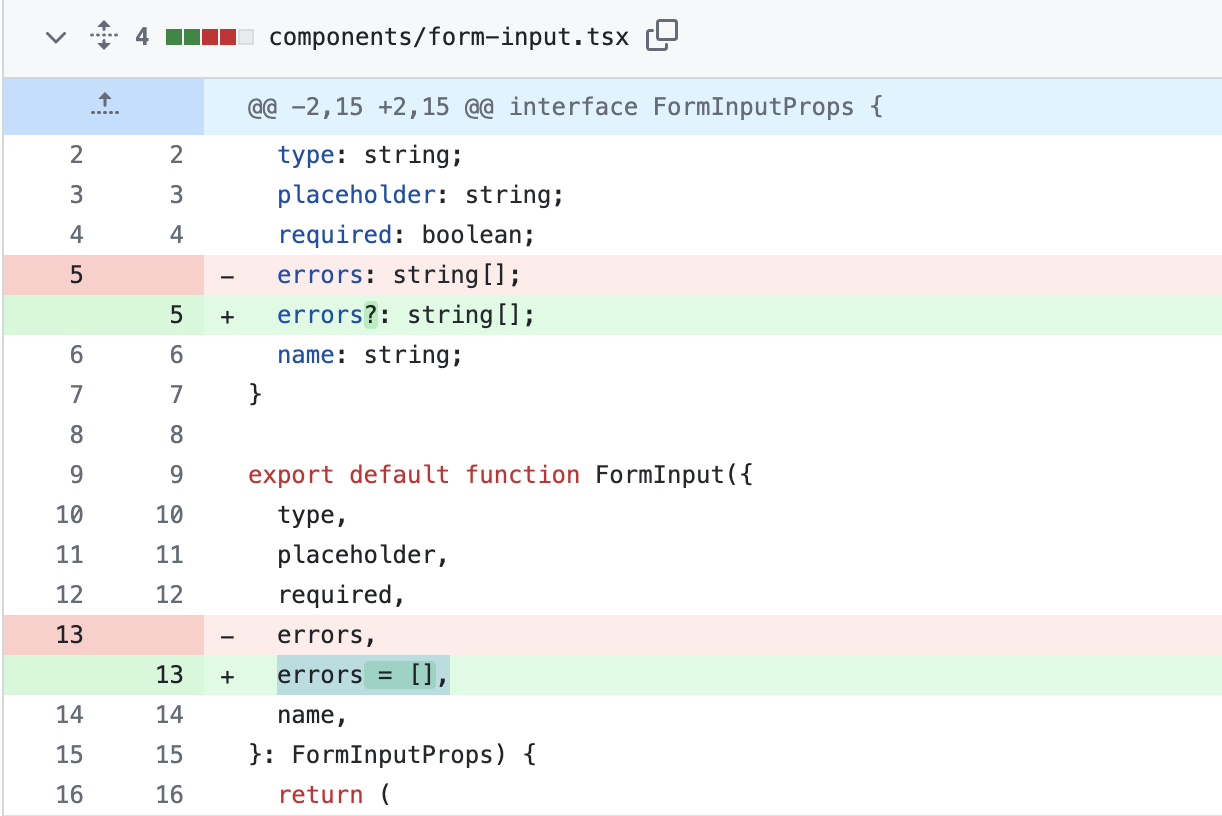 4 components/form-input.tsx
@@ -2,15 +2,15 @@ interface FormInputProps {
2 2 type: string;
3 3 placeholder: string;
4 4 required: boolean;
5 - errors: string[];
5 + errors?: string[];
6 6 name: string;
7 7 }
8 8
9 9 export default function FormInput({
10 10 type,
11 11 placeholder,
12 12 required,
13 - errors,
13 + errors = [],
14 14 name,
15 15 }: FormInputProps) {
16 16 return (